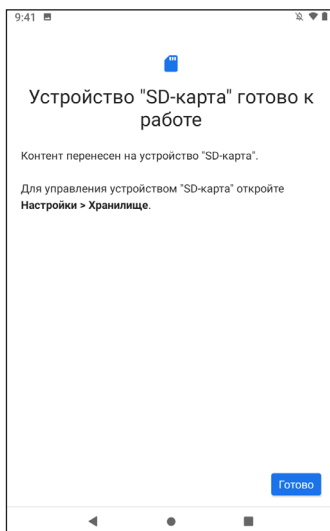 9:41
Устройство "SD-карта" готово к
работе
Контент перенесен на устройство "SD-карта".
Для управления устройством "SD-карта" откройте
Настройки > Хранилище.
Готово